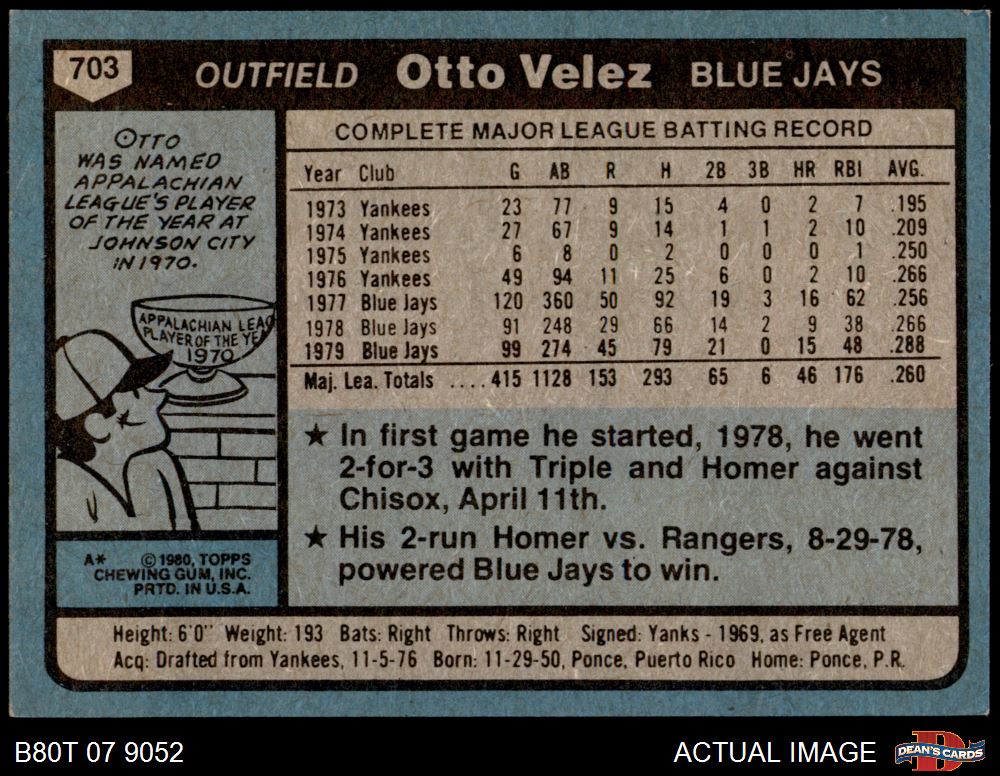 703 OUTFIELD Otto Velez BLUE JAYS
OTTO
WAS NAMED
APPALACHIAN
LEAGUE'S PLAYER
OF THE YEAR AT
JOHNSON CITY
IN 1970.
APPALACHIAN LEAG
PLAYER OF THE YEA
1970
A* © 1980, TOPPS
CHEWING GUM, INC.
PRTD. IN U.S.A.
COMPLETE MAJOR LEAGUE BATTING RECORD
Year Club G AB R H 2B 3B HR RBI AVG.
1973 Yankees 23 77 9 15 4 0 2 7 .195
1974 Yankees 27 67 9 14 1 1 2 10 .209
1975 Yankees 6 8 0 2 0 0 0 1 .250
1976 Yankees 49 94 11 25 6 0 2 10 .266
1977 Blue Jays 120 360 50 92 19 3 16 62 .256
1978 Blue Jays 91 248 29 66 14 2 9 38 .266
1979 Blue Jays 99 274 45 79 21 0 15 48 .288
Maj. Lea. Totals ....415 1128 153 293 65 6 46 176 .260
★ In first game he started, 1978, he went
2-for-3 with Triple and Homer against
Chisox, April 11th.
★ His 2-run Homer vs. Rangers, 8-29-78,
powered Blue Jays to win.
Height: 6'0" Weight: 193 Bats: Right Throws: Right Signed: Yanks - 1969, as Free Agent
Acq: Drafted from Yankees, 11-5-76 Born: 11-29-50, Ponce, Puerto Rico Home: Ponce, P.R.
B80T 07 9052 ACTUAL IMAGE D DEAN'S CARDS